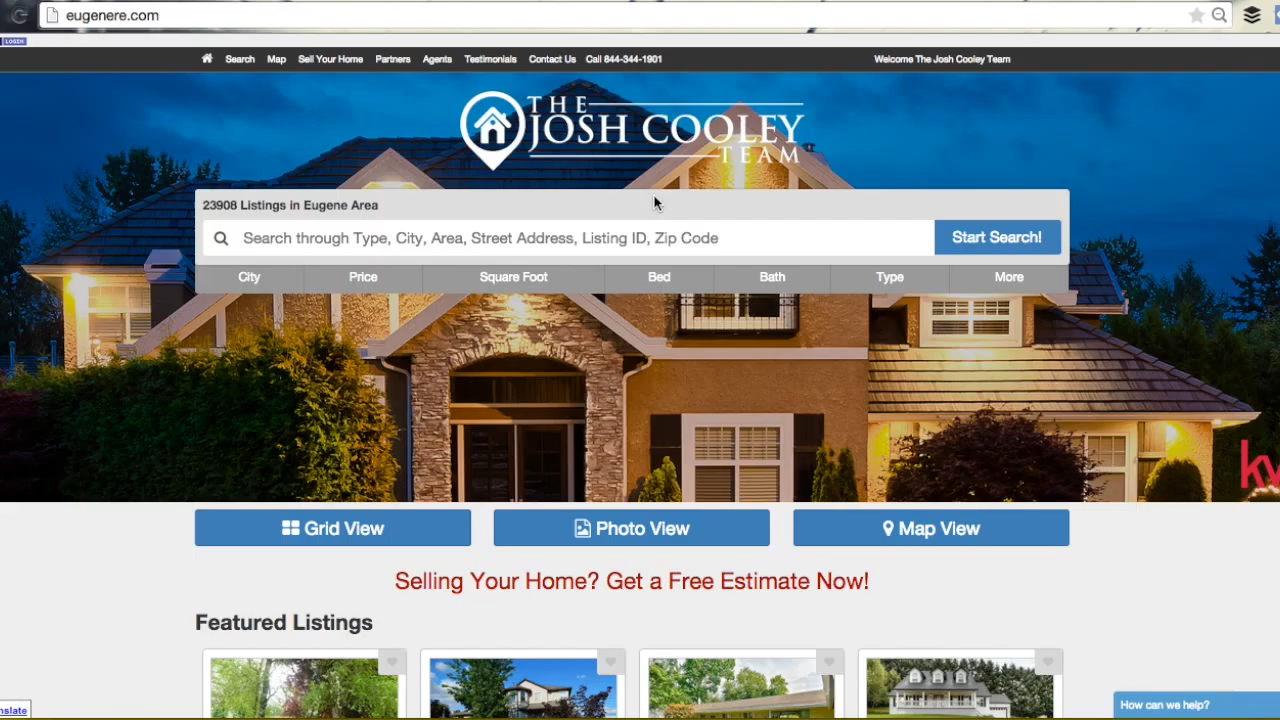 eugenere.com
LOGIN
Search Map Sell Your Home Partners Agents Testimonials Contact Us Call 844-344-1901 Welcome The Josh Cooley Team
THE
JOSH COOLEY
TEAM
23908 Listings in Eugene Area
Search through Type, City, Area, Street Address, Listing ID, Zip Code Start Search!
City Price Square Foot Bed Bath Type More
kw
Grid View Photo View Map View
Selling Your Home? Get a Free Estimate Now!
Featured Listings
How can we help?
nslate